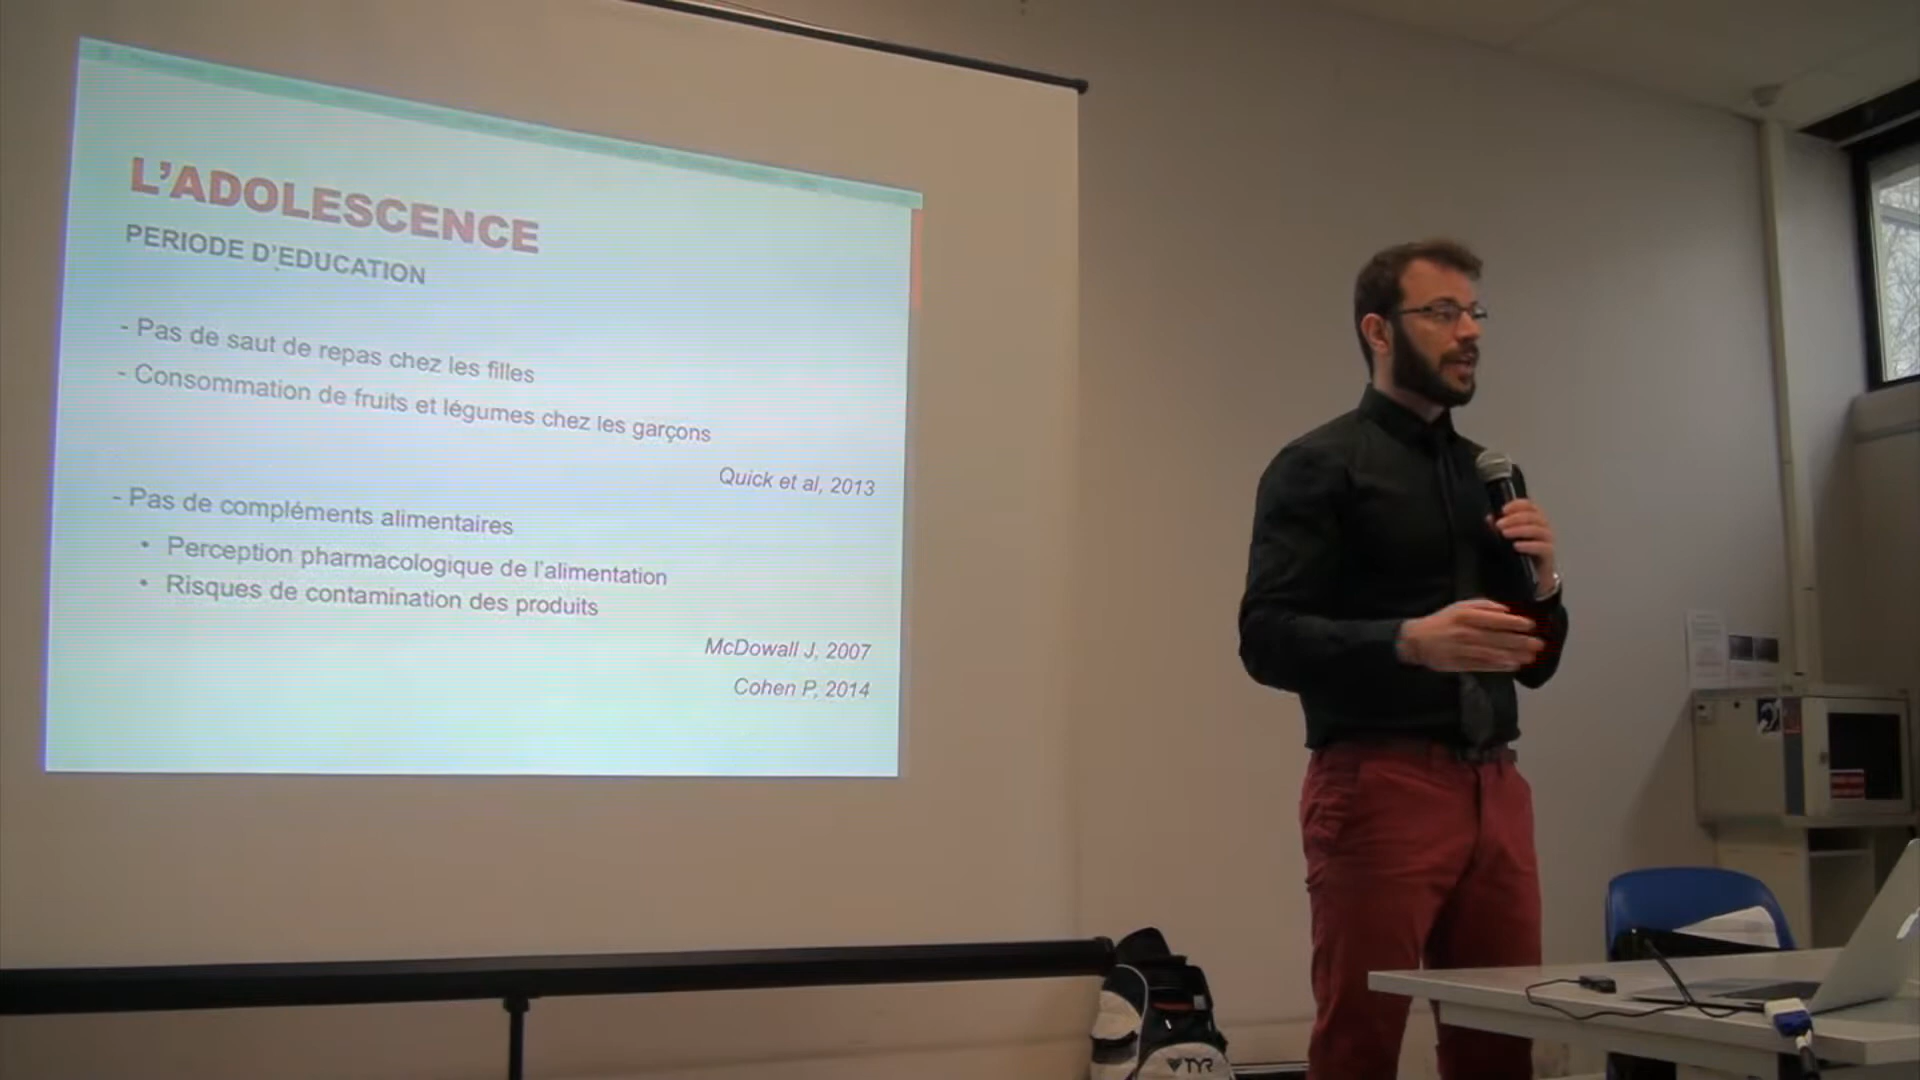 L'ADOLESCENCE
PERIODE D'EDUCATION
- Pas de saut de repas chez les filles
- Consommation de fruits et légumes chez les garçons
Quick et al, 2013
- Pas de compléments alimentaires
• Perception pharmacologique de l'alimentation
• Risques de contamination des produits
McDowall J, 2007
Cohen P, 2014
TYR